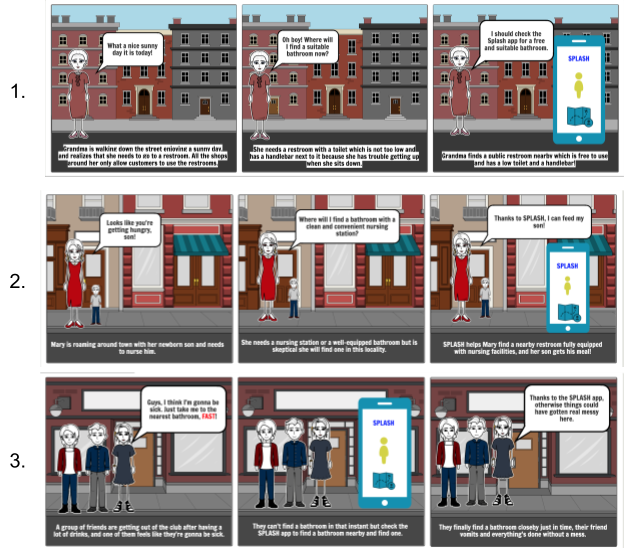 1.
What a nice sunny
day it is today!
Grandma is walking down the street enjoying a sunny day,
and realizes that she needs to go to a restroom. All the shops
around her only allow customers to use the restrooms.
Oh boy! Where will
I find a suitable
bathroom now?
She needs a restroom with a toilet which is not too low and
has a handlebar next to it because she has trouble getting up
when she sits down.
I should check the
Splash app for a free
and suitable bathroom.
SPLASH
Grandma finds a public restroom nearby which is free to use
and has a low toilet and a handlebar!
2.
Looks like you're
getting hungry,
son!
Mary is roaming around town with her newborn son and needs
to nurse him.
Where will I find a bathroom with a
clean and convenient nursing
station?
She needs a nursing station or a well-equipped bathroom but is
skeptical she will find one in this locality.
Thanks to SPLASH, I can feed my
son!
SPLASH
SPLASH helps Mary find a nearby restroom fully equipped
with nursing facilities, and her son gets his meal!
3.
Guys, I think I'm gonna be
sick. Just take me to the
nearest bathroom, FAST!
A group of friends are getting out of the club after having a
lot of drinks, and one of them feels like they're gonna be sick.
SPLASH
They can't find a bathroom in that instant but check the
SPLASH app to find a bathroom nearby and find one.
Thanks to the SPLASH app,
otherwise things could
have gotten real messy
here.
They finally find a bathroom closeby just in time, their friend
vomits and everything's done without a mess.